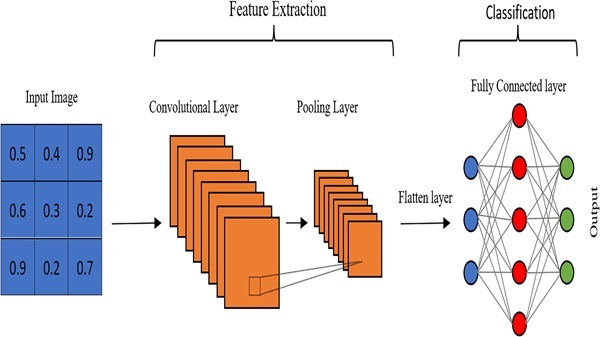 Feature Extraction
Classification
Input Image
Convolutional Layer
Pooling Layer
Fully Connected layer
0.5 0.4 0.9
0.6 0.3 0.2
0.9 0.2 0.7
Flatten layer
Output